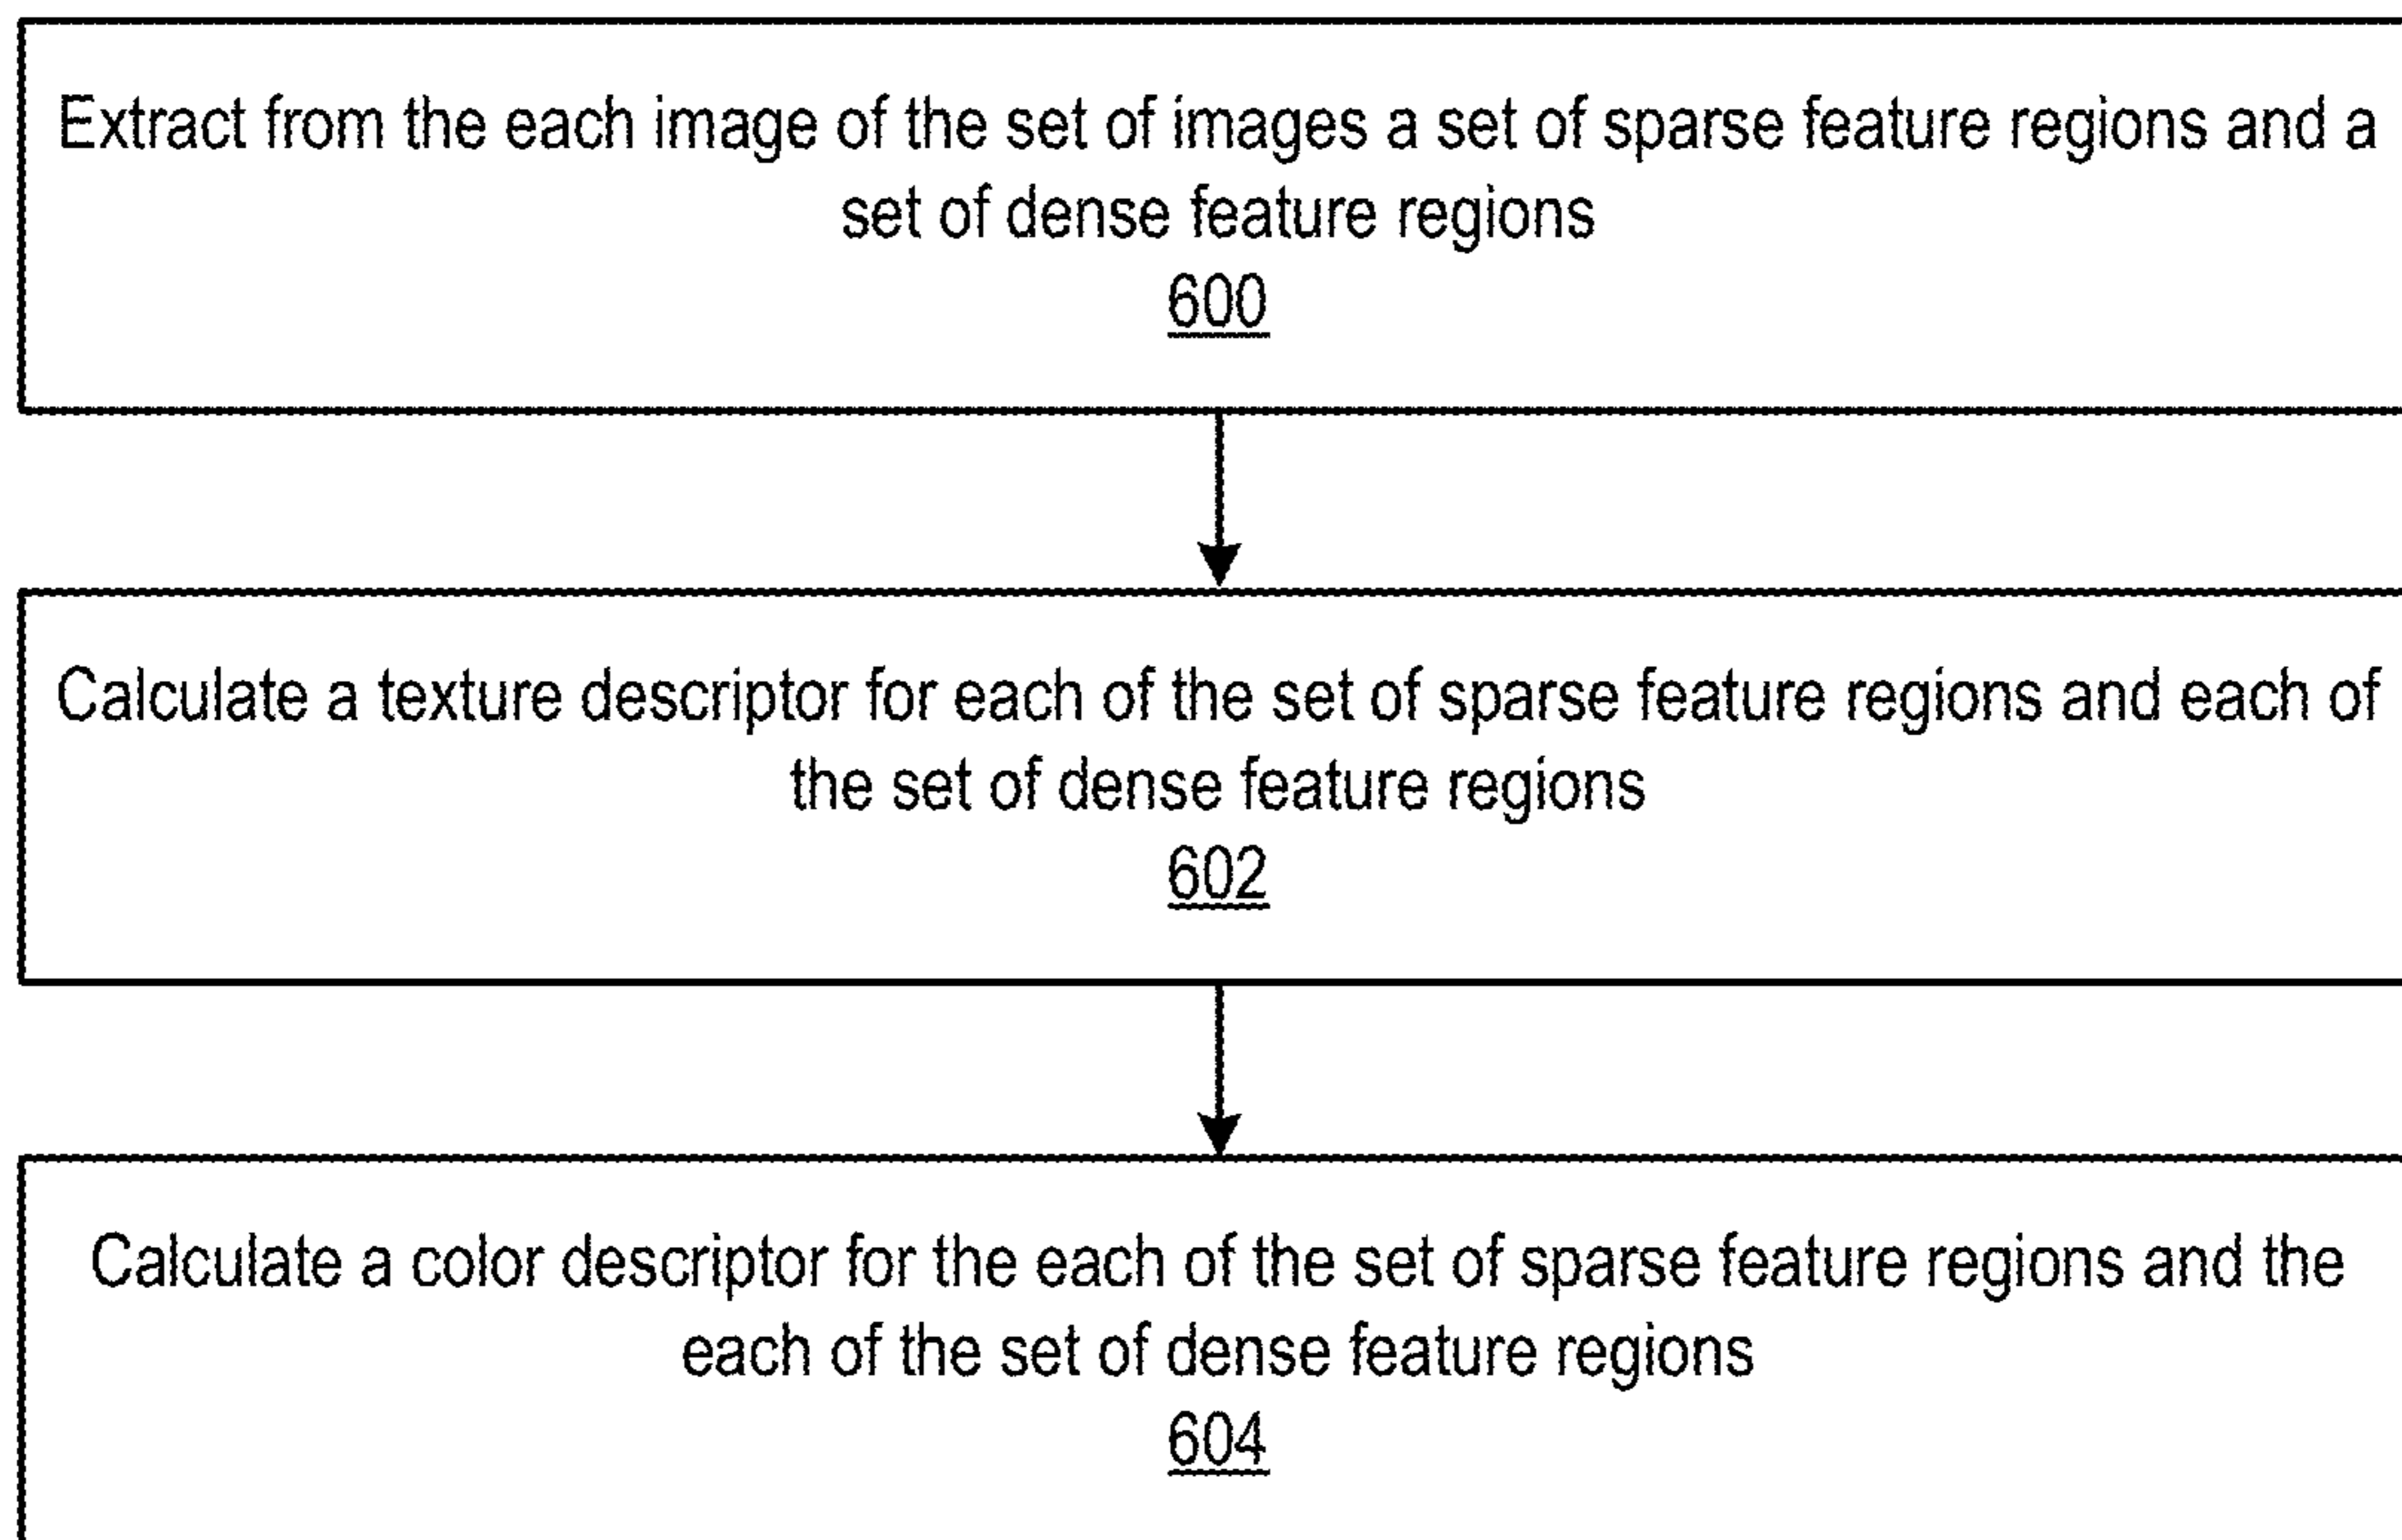 Extract from the each image of the set of images a set of sparse feature regions and a
set of dense feature regions
600
Calculate a texture descriptor for each of the set of sparse feature regions and each of
the set of dense feature regions
602
Calculate a color descriptor for the each of the set of sparse feature regions and the
each of the set of dense feature regions
604